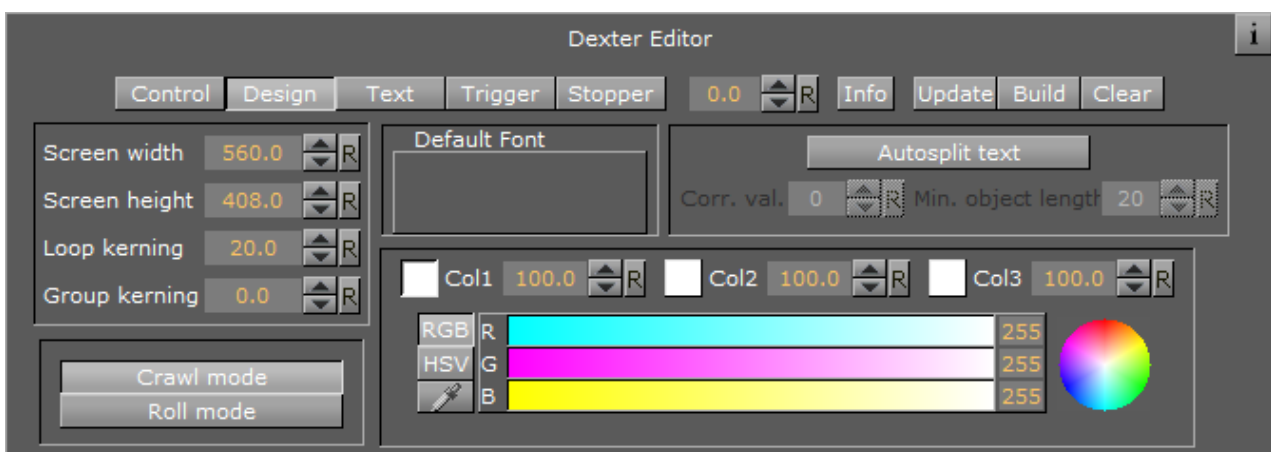 Dexter Editor i
Control Design Text Trigger Stopper 0.0 R Info Update Build Clear
Screen width 560.0 R
Screen height 408.0 R
Loop kerning 20.0 R
Group kerning 0.0 R
Default Font
Autosplit text
Corr. val. 0 R Min. object length 20 R
Col1 100.0 R Col2 100.0 R Col3 100.0 R
RGB R 255
HSV G 255
B 255
Crawl mode
Roll mode